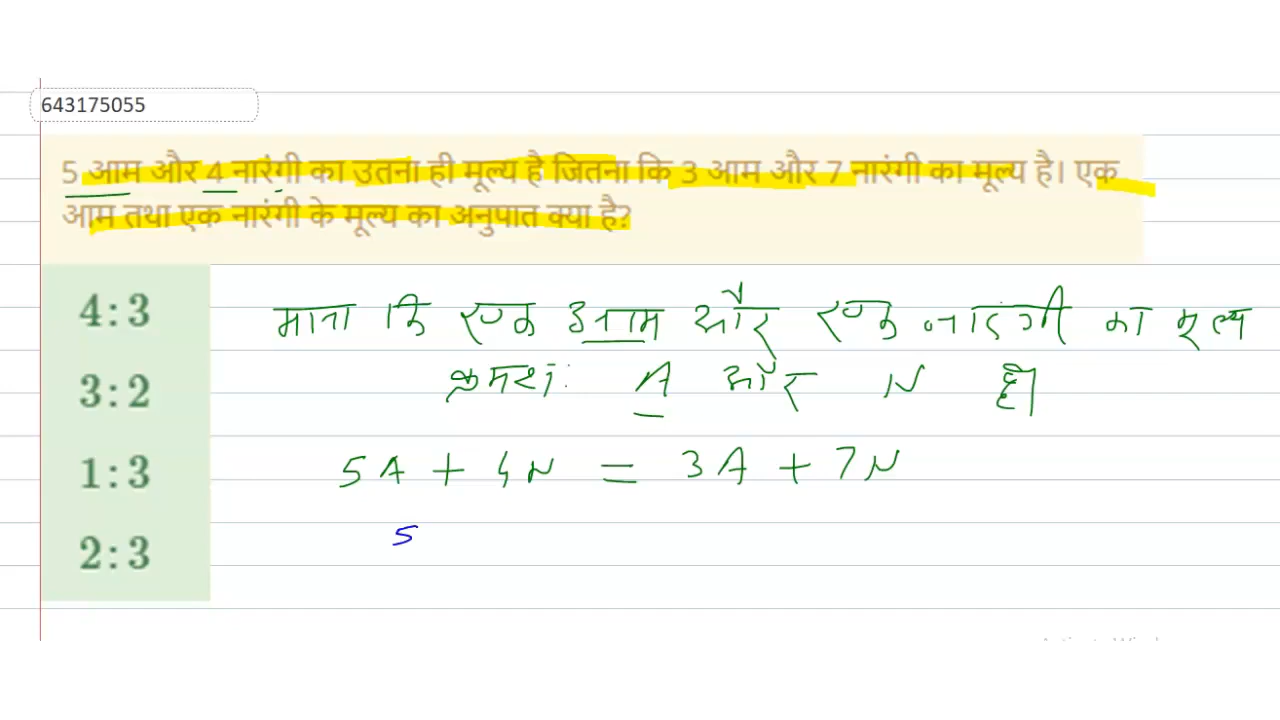 643175055
5 आम और 4 नारंगी का उतना ही मूल्य है जितना कि 3 आम और 7 नारंगी का मूल्य है। एक
आम तथा एक नारंगी के मूल्य का अनुपात क्या है?
4:3
3:2
1:3
2:3
माना कि एक आम और एक नारंगी का मूल्य
क्रमशः A और N है।
5A + 4N = 3A + 7N
5